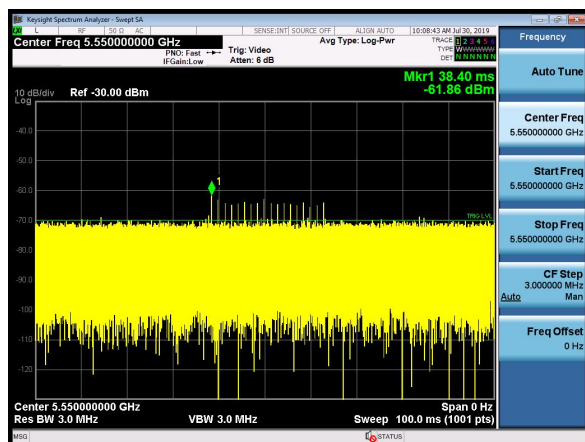 Keysight Spectrum Analyzer - Swept SA
LXI L RF 50 Ω AC SENSE:INT SOURCE OFF ALIGN AUTO 10:08:43 AM Jul 30, 2019
Center Freq 5.550000000 GHz
PNO: Fast
IFGain:Low
Trig: Video
Atten: 6 dB
Avg Type: Log-Pwr
TRACE 1 2 3 4 5 6
TYPE WWWWWW
DET N N N N N N
Mkr1 38.40 ms
-61.86 dBm
10 dB/div Ref -30.00 dBm
Log
-40.0
-50.0
-60.0
-70.0
-80.0
-90.0
-100
-110
-120
1
TRIG LVL
Center 5.550000000 GHz Span 0 Hz
Res BW 3.0 MHz VBW 3.0 MHz Sweep 100.0 ms (1001 pts)
MSG STATUS
Frequency
Auto Tune
Center Freq
5.550000000 GHz
Start Freq
5.550000000 GHz
Stop Freq
5.550000000 GHz
CF Step
3.000000 MHz
Auto Man
Freq Offset
0 Hz